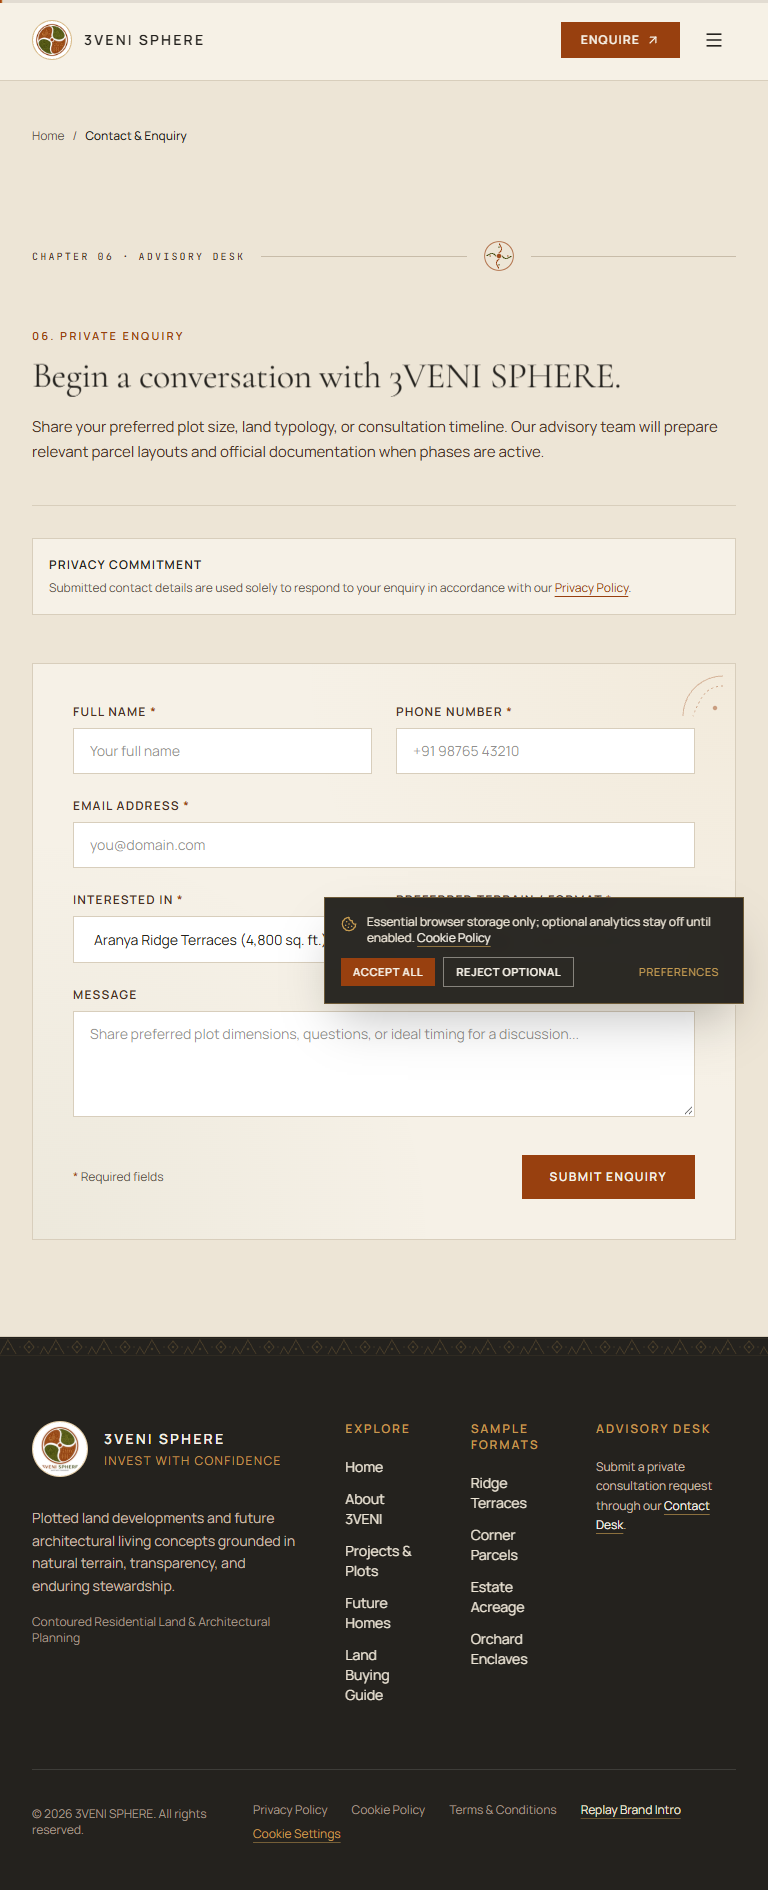 3VENI SPHERE
ENQUIRE
Home / Contact & Enquiry
CHAPTER 06 · ADVISORY DESK
06. PRIVATE ENQUIRY
Begin a conversation with 3VENI SPHERE.
Share your preferred plot size, land typology, or consultation timeline. Our advisory team will prepare
relevant parcel layouts and official documentation when phases are active.
PRIVACY COMMITMENT
Submitted contact details are used solely to respond to your enquiry in accordance with our Privacy Policy.
FULL NAME *
PHONE NUMBER *
Your full name
+91 98765 43210
EMAIL ADDRESS *
you@domain.com
INTERESTED IN *
PREFERRED TERRAIN / FORMAT *
Aranya Ridge Terraces (4,800 sq. ft.)
Essential browser storage only; optional analytics stay off until
enabled. Cookie Policy
ACCEPT ALL
REJECT OPTIONAL
PREFERENCES
MESSAGE
Share preferred plot dimensions, questions, or ideal timing for a discussion...
* Required fields
SUBMIT ENQUIRY
3VENI SPHERE
INVEST WITH CONFIDENCE
Plotted land developments and future
architectural living concepts grounded in
natural terrain, transparency, and
enduring stewardship.
Contoured Residential Land & Architectural
Planning
EXPLORE
Home
About
3VENI
Projects &
Plots
Future
Homes
Land
Buying
Guide
SAMPLE
FORMATS
Ridge
Terraces
Corner
Parcels
Estate
Acreage
Orchard
Enclaves
ADVISORY DESK
Submit a private
consultation request
through our Contact
Desk.
© 2026 3VENI SPHERE. All rights
reserved.
Privacy Policy
Cookie Policy
Terms & Conditions
Replay Brand Intro
Cookie Settings